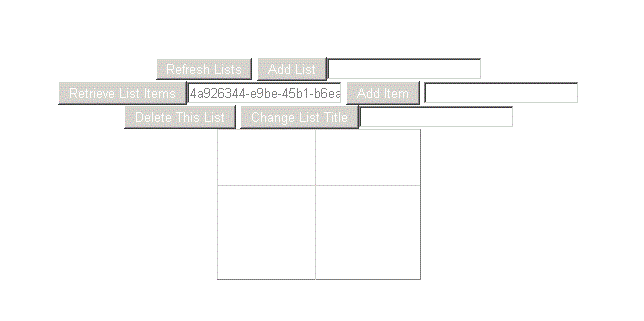 Refresh Lists Add List
Retrieve List Items 4a926344-e9be-45b1-b6ea Add Item
Delete This List Change List Title